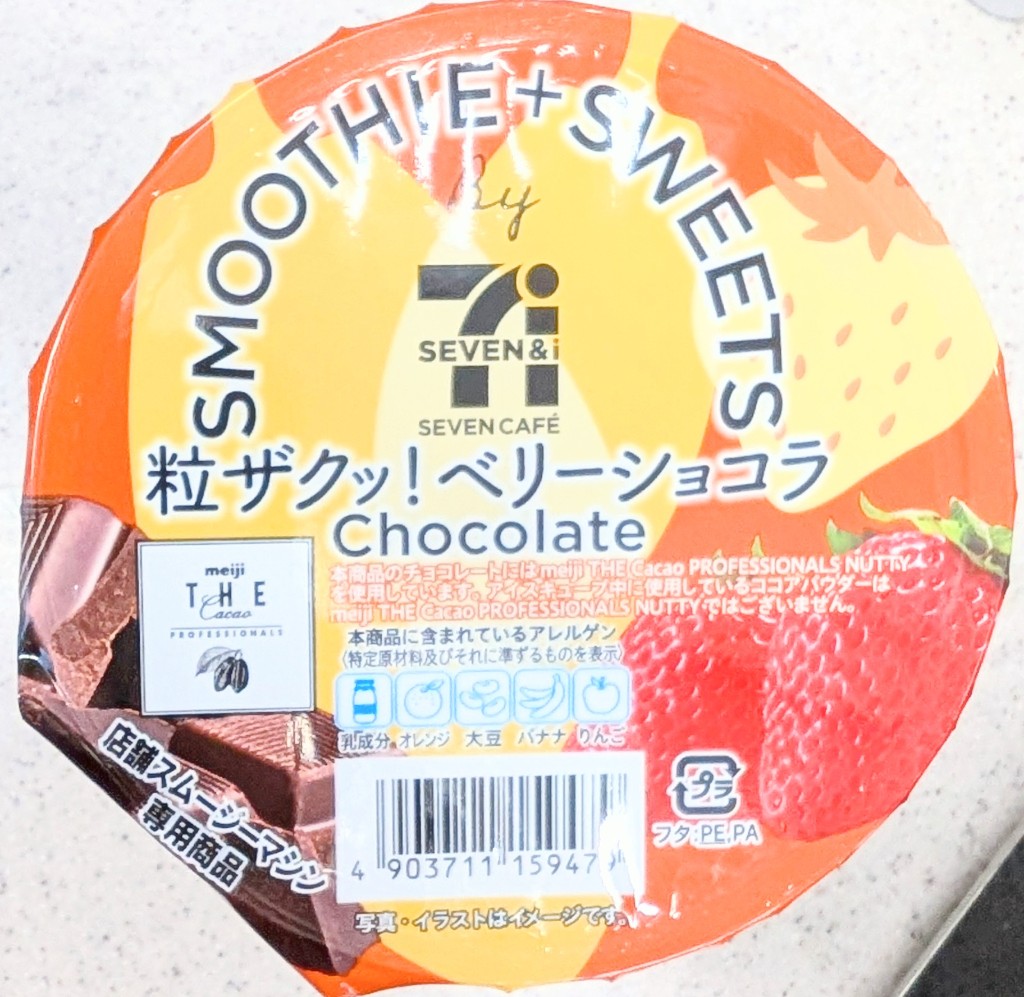 SMOOTHIE+SWEETS
by
SEVEN&i
SEVEN CAFÉ
粒ザクッ!ベリーショコラ
Chocolate
本商品のチョコレートにはmeiji THE Cacao PROFESSIONALS NUTTY
を使用しています。アイスキューブ中に使用しているココアパウダーは
meiji THE Cacao PROFESSIONALS NUTTYではございません。
meiji
THE
Cacao
PROFESSIONALS
本商品に含まれているアレルゲン
(特定原材料及びそれに準ずるものを表示)
乳成分 オレンジ 大豆 バナナ りんご
店舗スムージーマシン
専用商品
プラ
フタ:PE,PA
4 903711 15947
写真・イラストはイメージです。